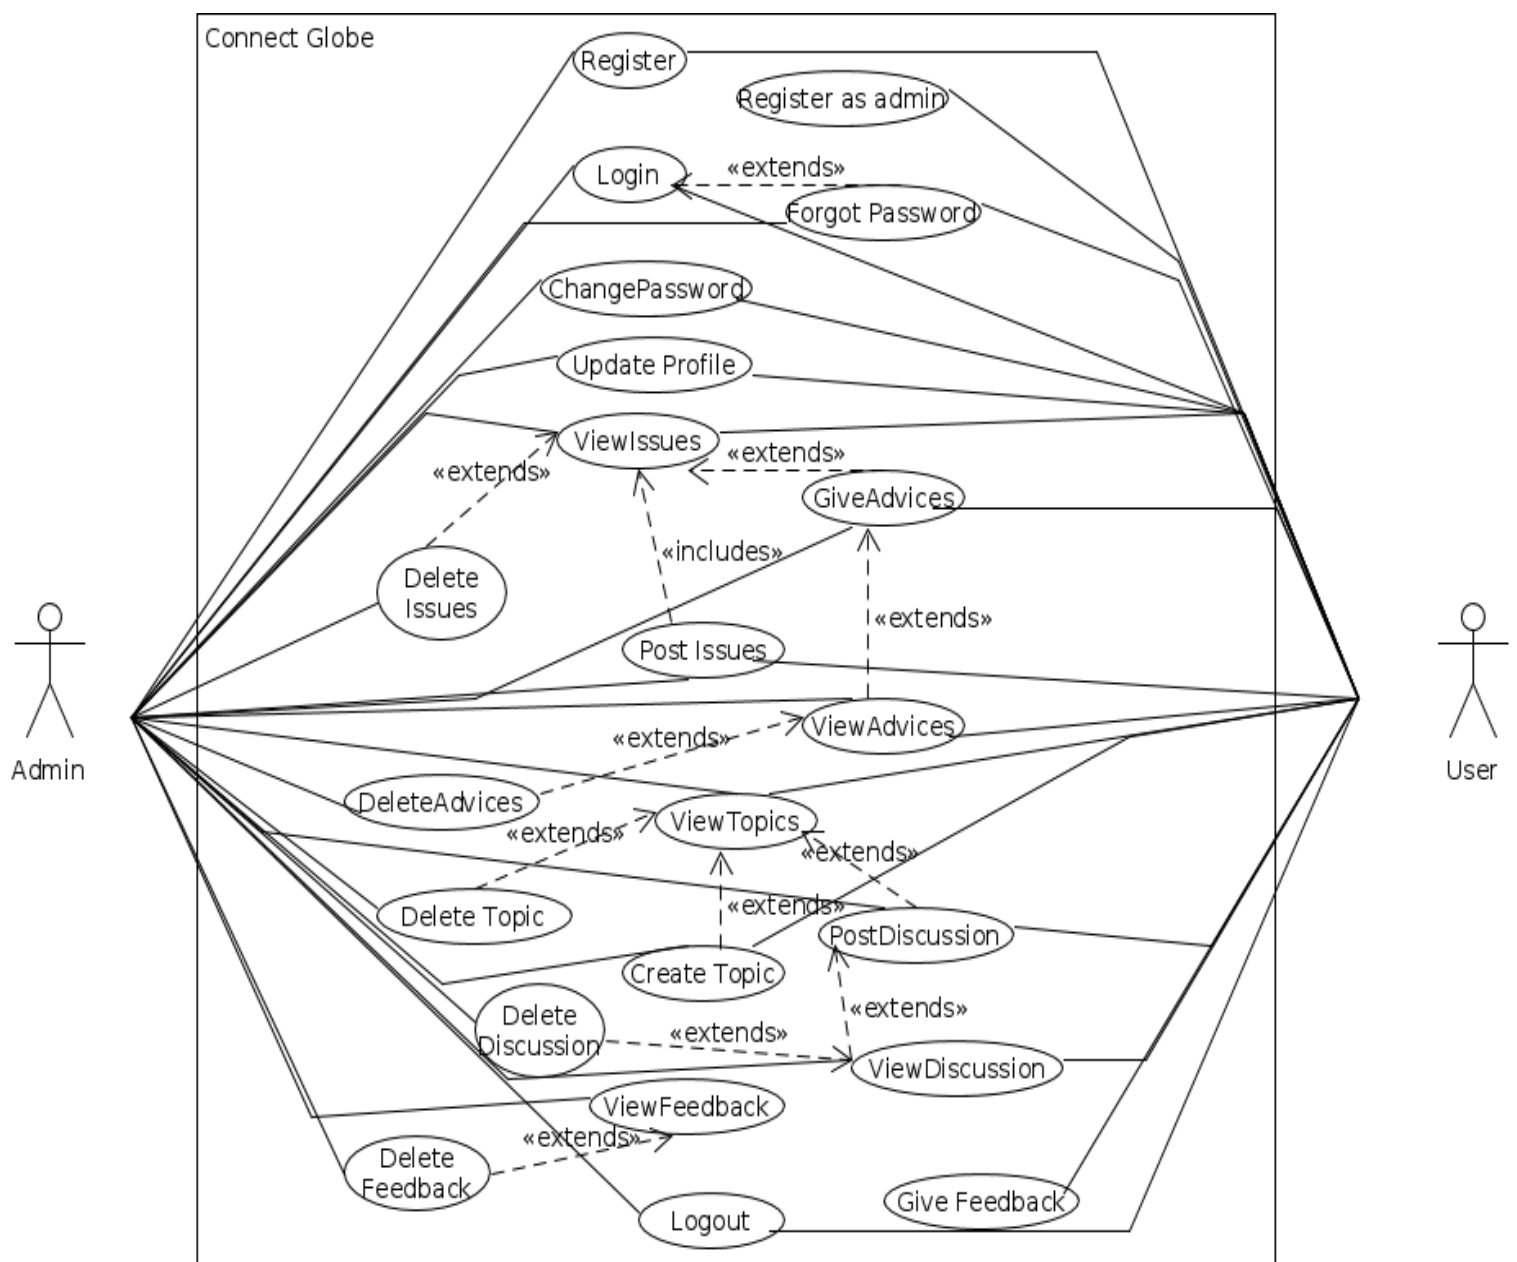 Connect Globe
Register
Register as admin
«extends»
Login
Forgot Password
ChangePassword
Update Profile
ViewIssues
«extends»
«extends»
GiveAdvices
«includes»
Delete
Issues
«extends»
Post Issues
ViewAdvices
«extends»
Admin
User
DeleteAdvices
ViewTopics
«extends»
«extends»
«extends»
Delete Topic
PostDiscussion
Create Topic
«extends»
Delete
Discussion
«extends»
ViewDiscussion
ViewFeedback
«extends»
Delete
Feedback
Give Feedback
Logout